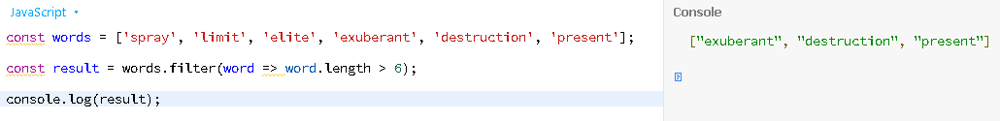 JavaScript
const words = ['spray', 'limit', 'elite', 'exuberant', 'destruction', 'present'];
const result = words.filter(word => word.length > 6);
console.log(result);
Console
["exuberant", "destruction", "present"]